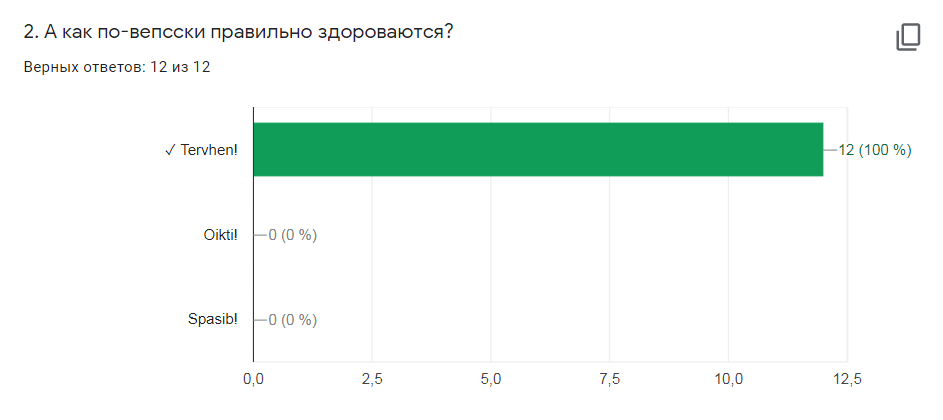 2. А как по-вепсски правильно здороваются?
Верных ответов: 12 из 12
✓ Tervhen!
12 (100 %)
Oikti!
0 (0 %)
Spasib!
0 (0 %)
0,0 2,5 5,0 7,5 10,0 12,5